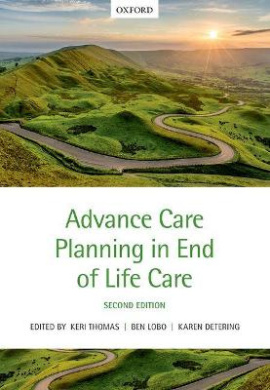 OXFORD
Advance Care
Planning in End
of Life Care
SECOND EDITION
EDITED BY KERI THOMAS | BEN LOBO | KAREN DETERING